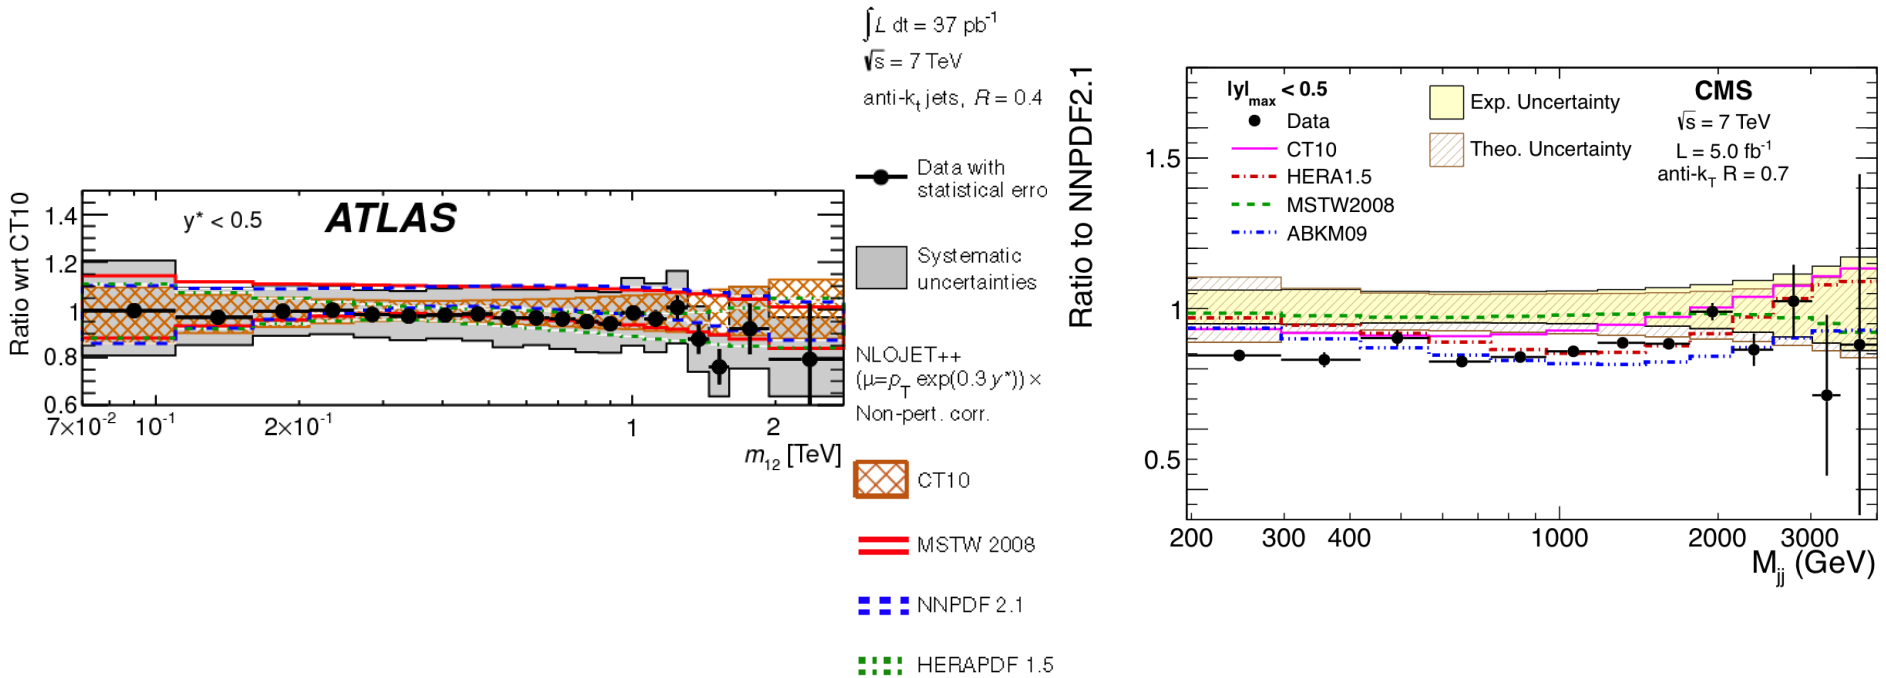 Ratio wrt CT10
1.4
1.2
1
0.8
0.6
y* < 0.5
ATLAS
7×10⁻²
10⁻¹
2×10⁻¹
1
2
m₁₂ [TeV]
∫L dt = 37 pb⁻¹
√s = 7 TeV
anti-kₜ jets, R = 0.4
Data with
statistical erro
Systematic
uncertainties
NLOJET++
(μ=p_T exp(0.3 y*)) ×
Non-pert. corr.
CT10
MSTW 2008
NNPDF 2.1
HERAPDF 1.5
Ratio to NNPDF2.1
1.5
1
0.5
|y|max < 0.5
Data
CT10
HERA1.5
MSTW2008
ABKM09
Exp. Uncertainty
Theo. Uncertainty
CMS
√s = 7 TeV
L = 5.0 fb⁻¹
anti-k_T R = 0.7
200
300
400
1000
2000
3000
M_jj (GeV)